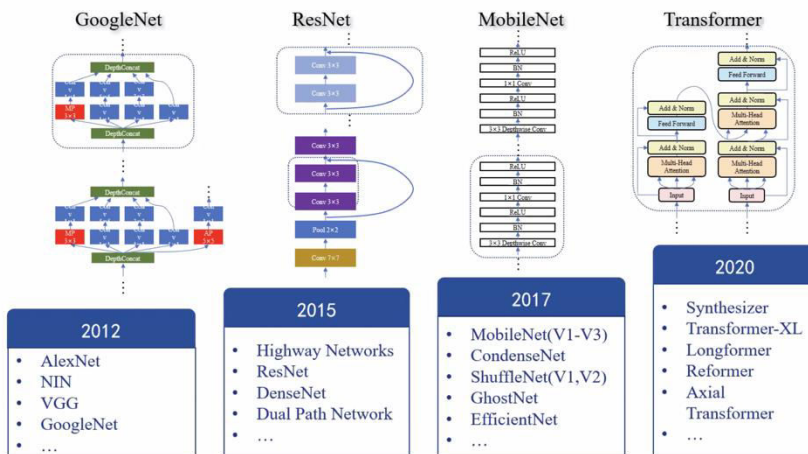 GoogleNet
DepthConcat
MP
3×3
DepthConcat
DepthConcat
MP
AP
DepthConcat
2012
• AlexNet
• NIN
• VGG
• GoogleNet
• …
ResNet
Conv 3×3
Conv 3×3
Conv 3×3
Conv 3×3
Conv 3×3
Pool 2×2
Conv 7×7
2015
• Highway Networks
• ResNet
• DenseNet
• Dual Path Network
• …
MobileNet
ReLU
BN
1×1 Conv
ReLU
BN
3×3 Depthwise Conv
ReLU
BN
1×1 Conv
ReLU
BN
3×3 Depthwise Conv
2017
• MobileNet(V1-V3)
• CondenseNet
• ShuffleNet(V1,V2)
• GhostNet
• EfficientNet
• …
Transformer
Add & Norm
Feed Forward
Add & Norm
Feed Forward
Add & Norm
Multi-Head
Attention
Add & Norm
Multi-Head
Attention
Add & Norm
Multi-Head
Attention
Input
Input
2020
• Synthesizer
• Transformer-XL
• Longformer
• Reformer
• Axial
Transformer
• …